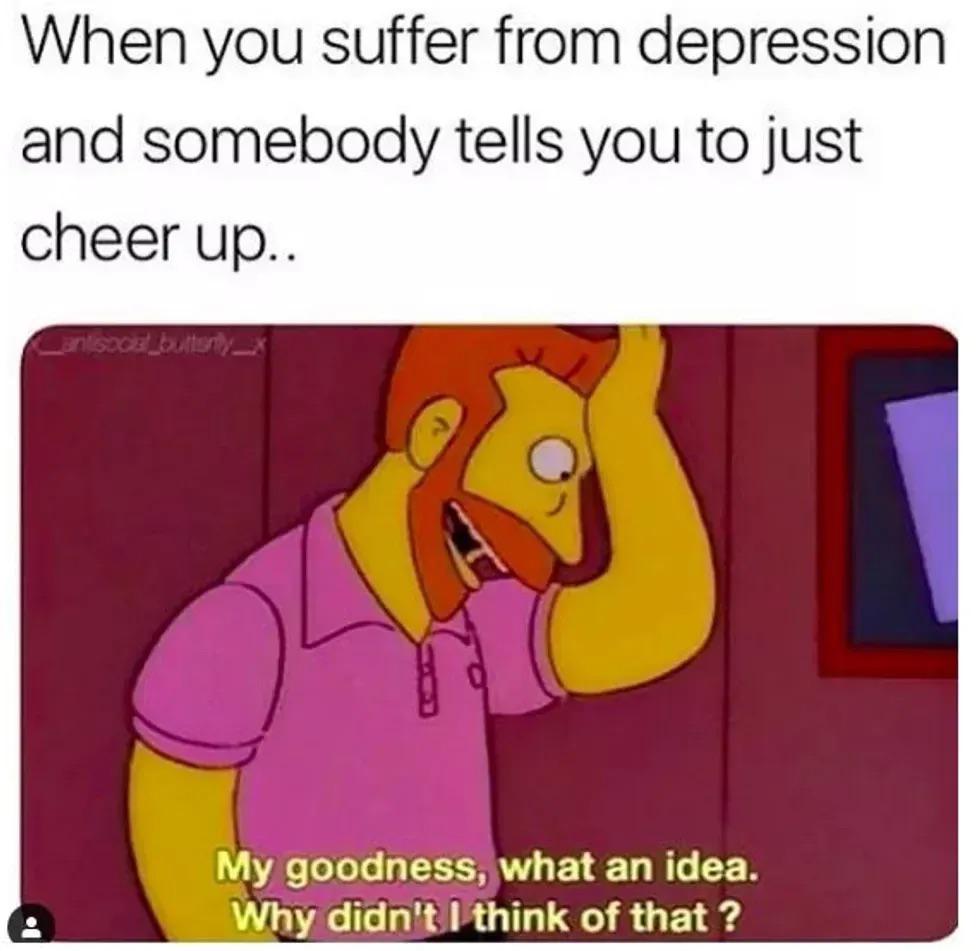 When you suffer from depression
and somebody tells you to just
cheer up..
x__antisocial_butterfly__x
My goodness, what an idea.
Why didn't I think of that ?